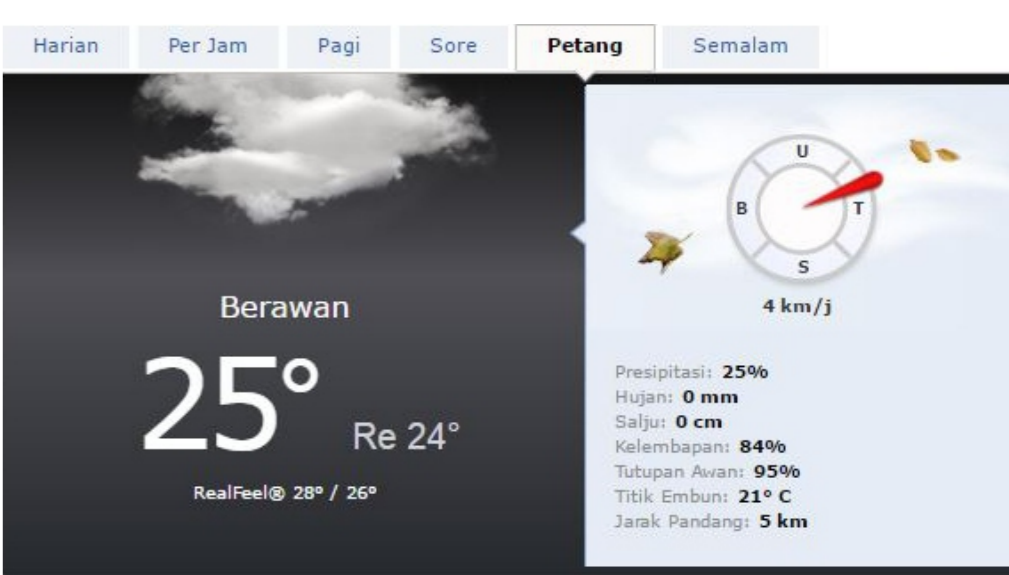 Harian Per Jam Pagi Sore Petang Semalam
Berawan
25° Re 24°
RealFeel® 28° / 26°
U
B T
S
4 km/j
Presipitasi: 25%
Hujan: 0 mm
Salju: 0 cm
Kelembapan: 84%
Tutupan Awan: 95%
Titik Embun: 21° C
Jarak Pandang: 5 km